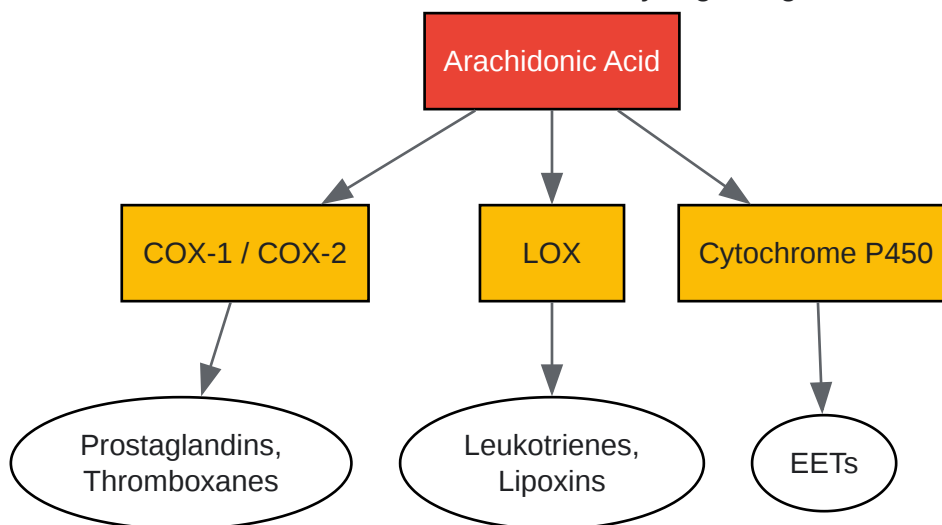 Arachidonic Acid
COX-1 / COX-2
LOX
Cytochrome P450
Prostaglandins,
Thromboxanes
Leukotrienes,
Lipoxins
EETs